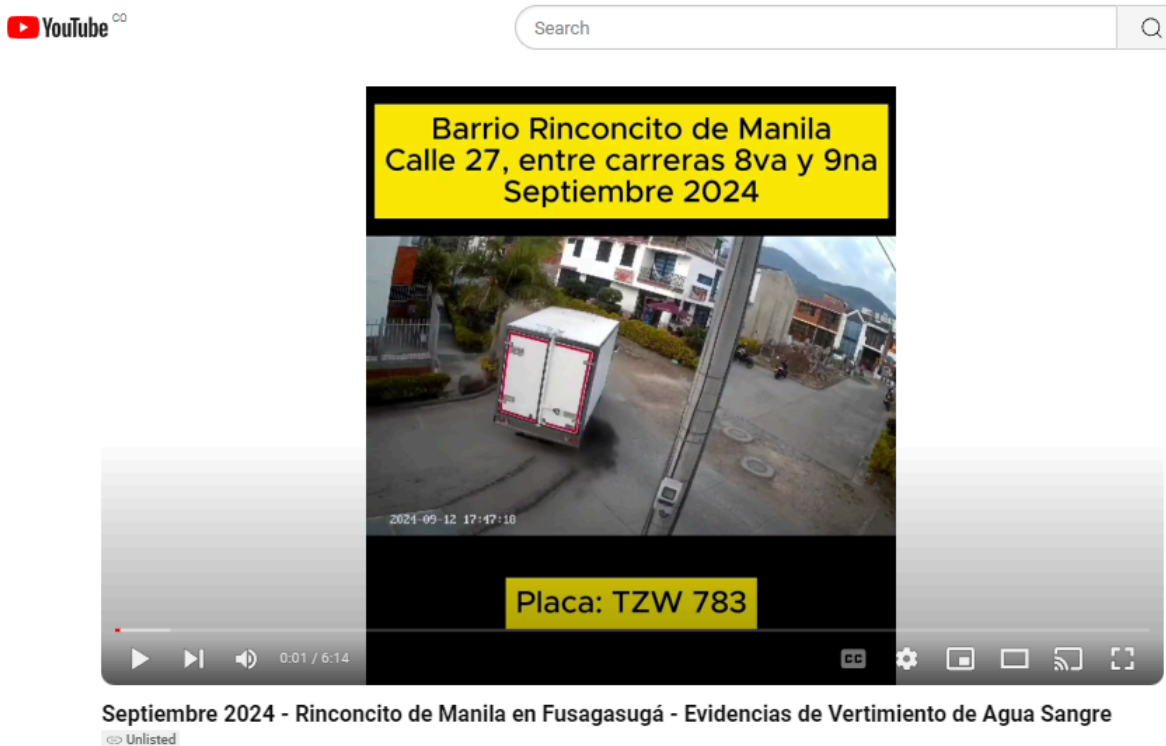 YouTube CO
Search
Barrio Rinconcito de Manila
Calle 27, entre carreras 8va y 9na
Septiembre 2024
2024-09-12 17:47:18
Placa: TZW 783
0:01 / 6:14
CC
Septiembre 2024 - Rinconcito de Manila en Fusagasugá - Evidencias de Vertimiento de Agua Sangre
Unlisted